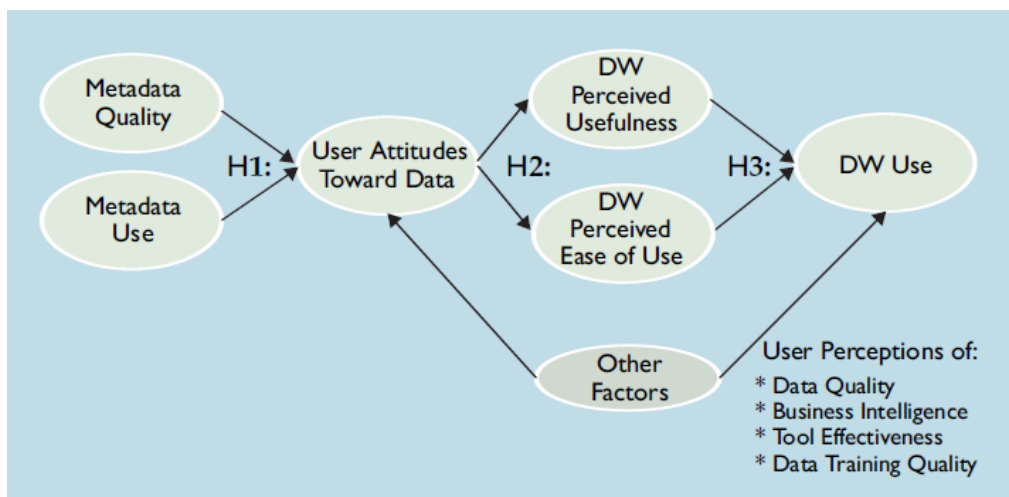 Metadata
Quality
Metadata
Use
H1:
User Attitudes
Toward Data
H2:
DW
Perceived
Usefulness
DW
Perceived
Ease of Use
H3:
DW Use
Other
Factors
User Perceptions of:
* Data Quality
* Business Intelligence
* Tool Effectiveness
* Data Training Quality